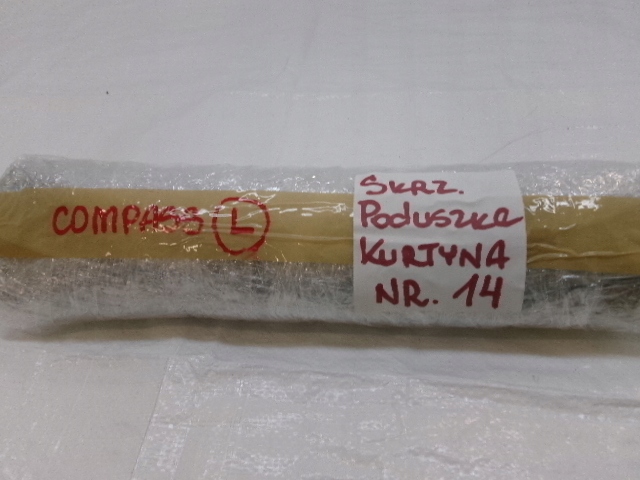 COMPASS L
SKRZ.
Poduszka
KURTYNA
NR. 14